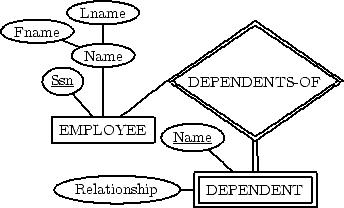 Lname
Fname
Name
Ssn
DEPENDENTS-OF
EMPLOYEE
Name
Relationship
DEPENDENT